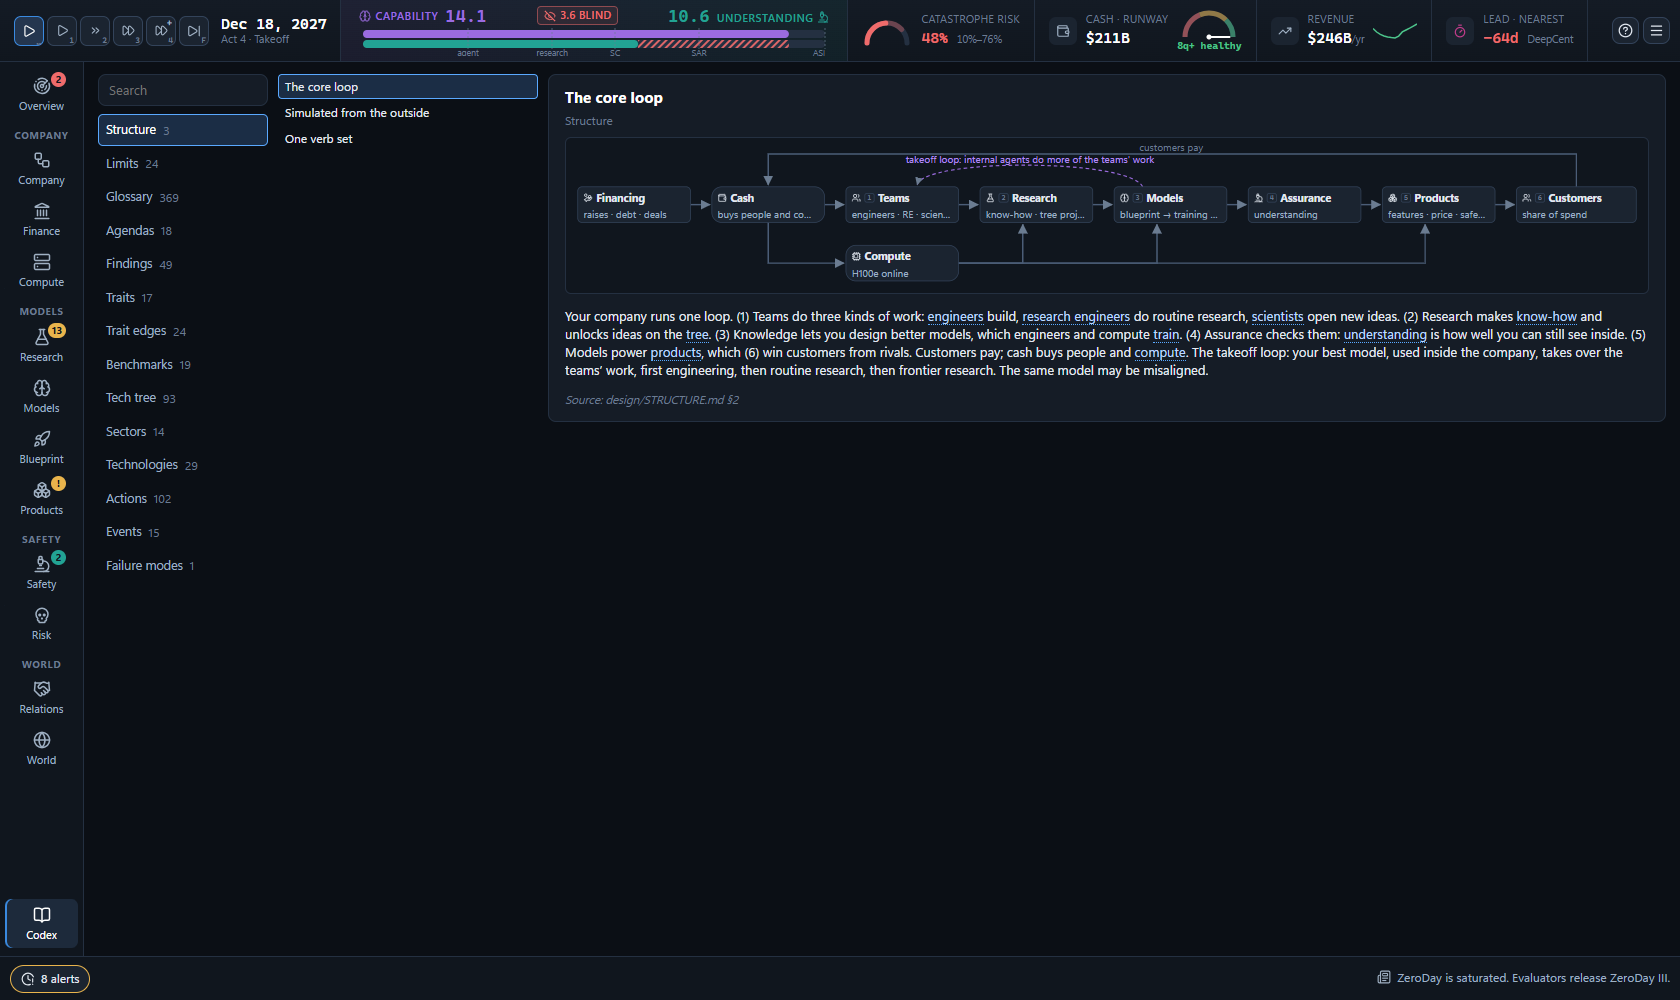 Dec 18, 2027
Act 4 · Takeoff
1
2
3
4
F
CAPABILITY 14.1
3.6 BLIND
10.6 UNDERSTANDING
agent
research
SC
SAR
ASI
CATASTROPHE RISK
48% 10%–76%
CASH · RUNWAY
$211B
8q+ healthy
REVENUE
$246B/yr
LEAD · NEAREST
−64d DeepCent
Overview
2
COMPANY
Company
Finance
Compute
MODELS
Research
13
Models
Blueprint
Products
!
SAFETY
Safety
2
Risk
WORLD
Relations
World
Codex
Search
Structure 3
Limits 24
Glossary 369
Agendas 18
Findings 49
Traits 17
Trait edges 24
Benchmarks 19
Tech tree 93
Sectors 14
Technologies 29
Actions 102
Events 15
Failure modes 1
The core loop
Simulated from the outside
One verb set
The core loop
Structure
customers pay
takeoff loop: internal agents do more of the teams' work
Financing
raises · debt · deals
Cash
buys people and co...
1 Teams
engineers · RE · scien...
2 Research
know-how · tree proj...
3 Models
blueprint → training ...
4 Assurance
understanding
5 Products
features · price · safe...
6 Customers
share of spend
Compute
H100e online
Your company runs one loop. (1) Teams do three kinds of work: engineers build, research engineers do routine research, scientists open new ideas. (2) Research makes know-how and
unlocks ideas on the tree. (3) Knowledge lets you design better models, which engineers and compute train. (4) Assurance checks them: understanding is how well you can still see inside. (5)
Models power products, which (6) win customers from rivals. Customers pay; cash buys people and compute. The takeoff loop: your best model, used inside the company, takes over the
teams' work, first engineering, then routine research, then frontier research. The same model may be misaligned.
Source: design/STRUCTURE.md §2
8 alerts
ZeroDay is saturated. Evaluators release ZeroDay III.